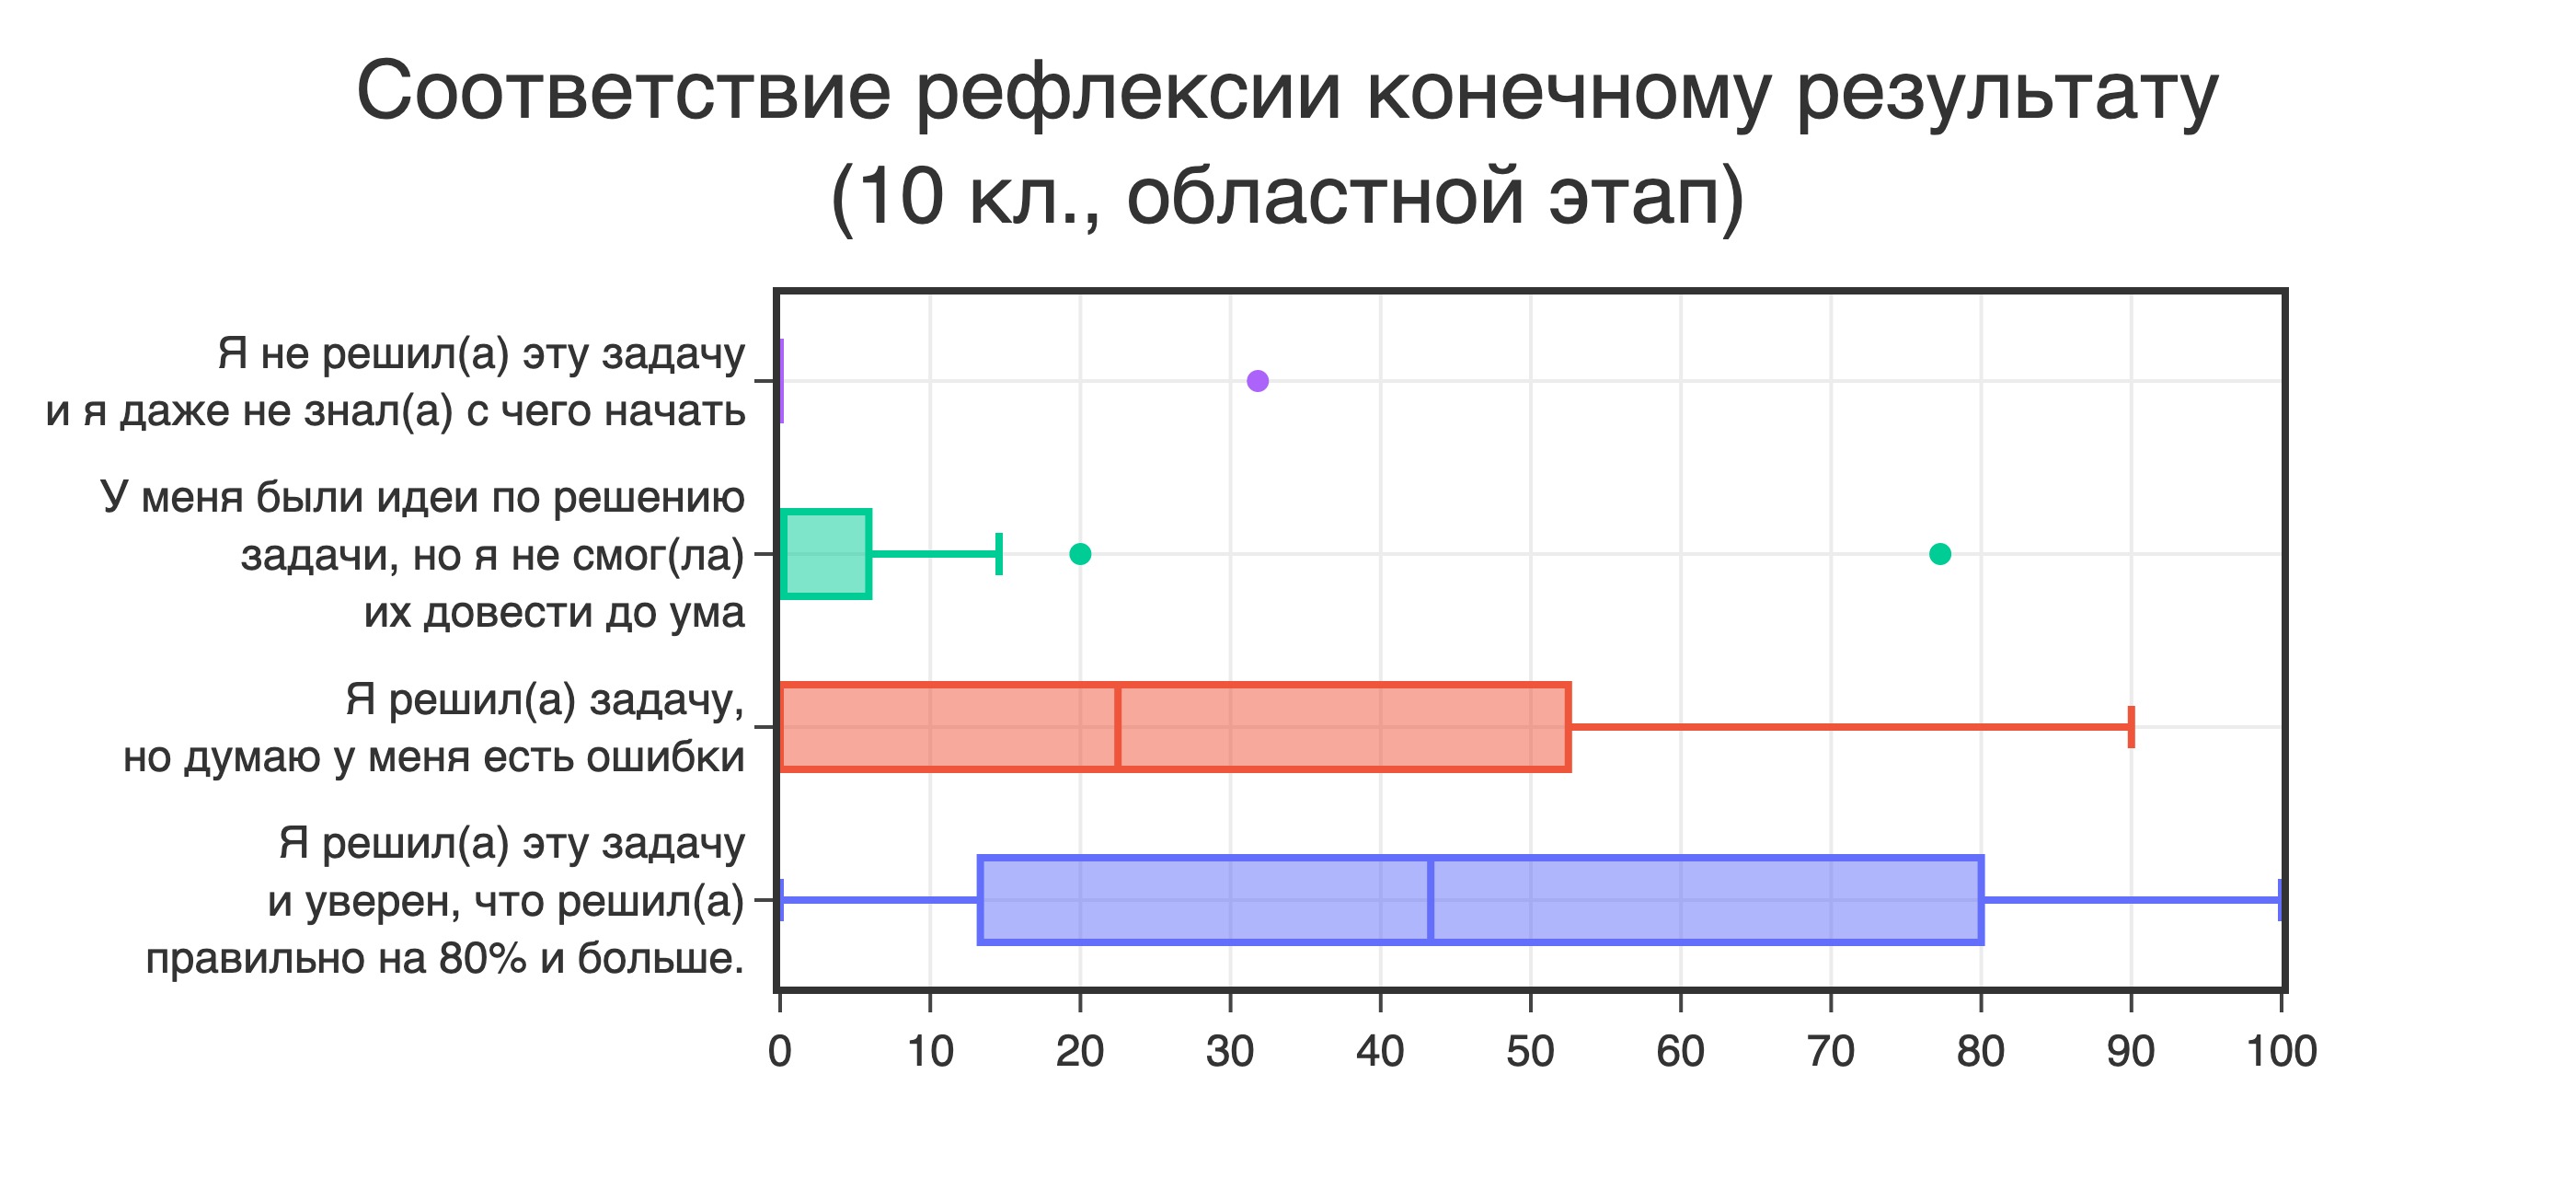 Соответствие рефлексии конечному результату
(10 кл., областной этап)
Я не решил(а) эту задачу
и я даже не знал(а) с чего начать
У меня были идеи по решению
задачи, но я не смог(ла)
их довести до ума
Я решил(а) задачу,
но думаю у меня есть ошибки
Я решил(а) эту задачу
и уверен, что решил(а)
правильно на 80% и больше.
0 10 20 30 40 50 60 70 80 90 100